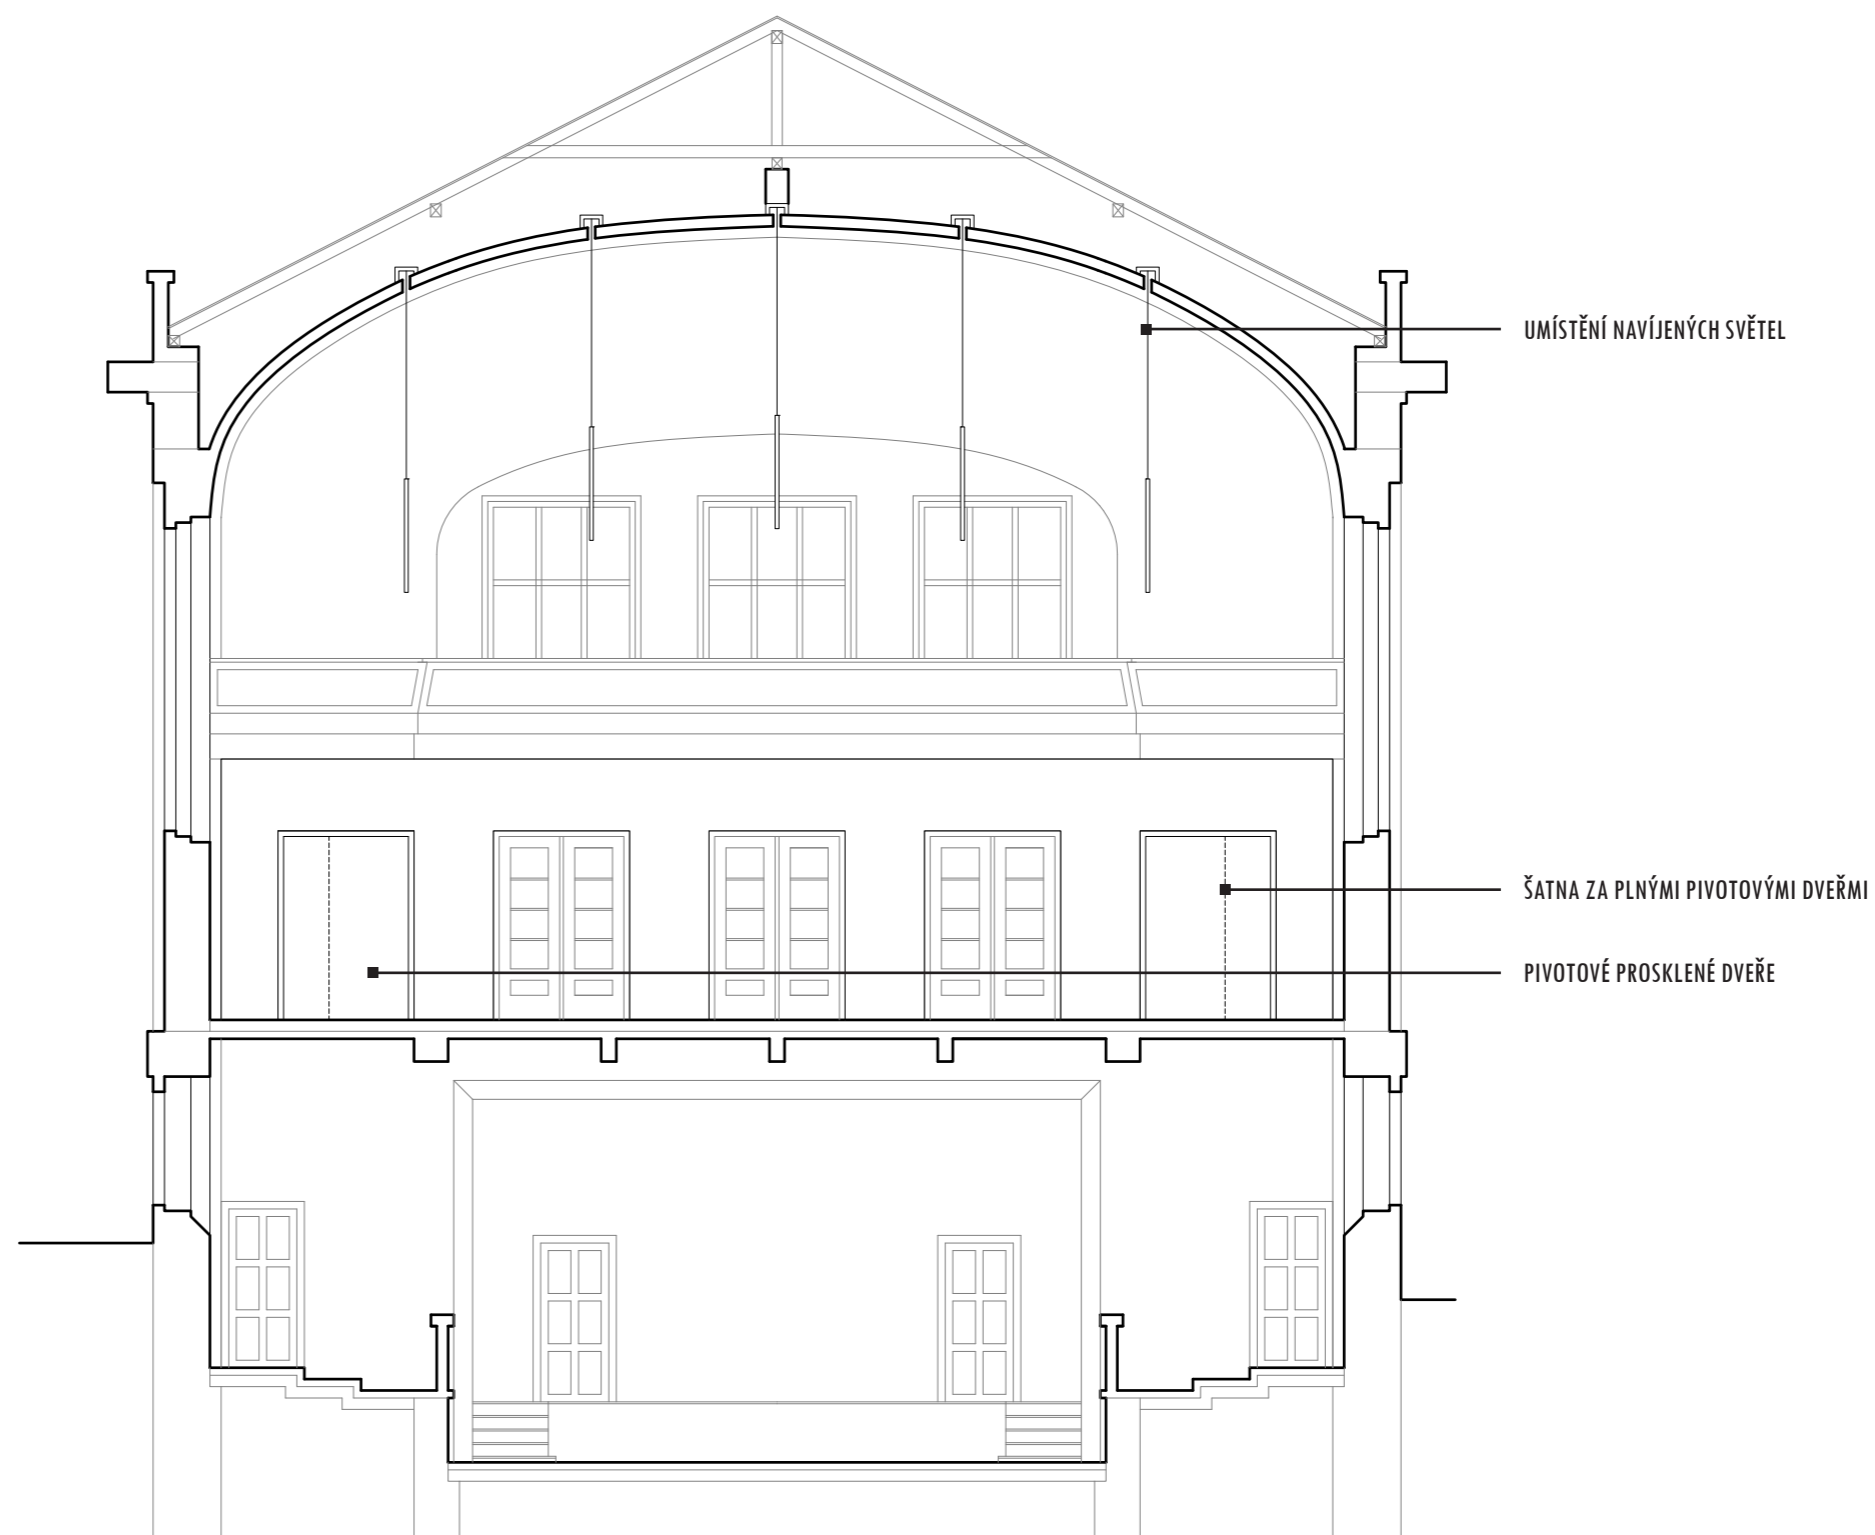 UMÍSTĚNÍ NAVÍJENÝCH SVĚTEL
ŠATNA ZA PLNÝMI PIVOTOVÝMI DVEŘMI
PIVOTOVÉ PROSKLENÉ DVEŘE